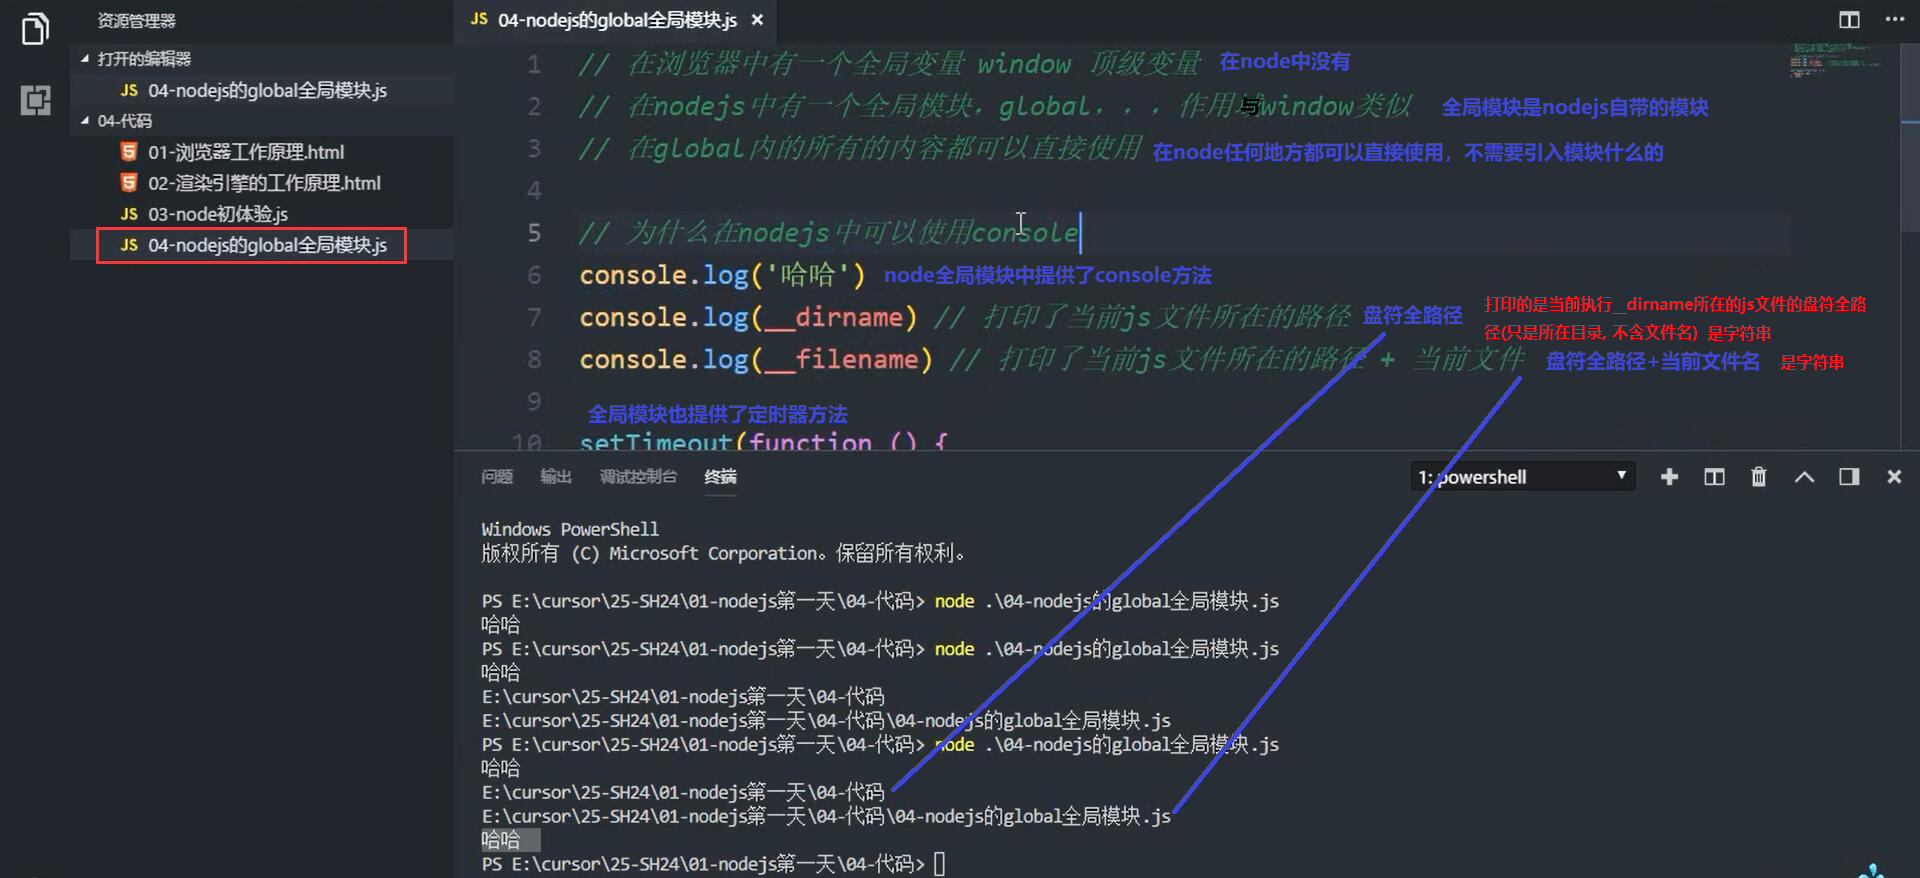 资源管理器
JS 04-nodejs的global全局模块.js ×
打开的编辑器
JS 04-nodejs的global全局模块.js
04-代码
01-浏览器工作原理.html
02-渲染引擎的工作原理.html
JS 03-node初体验.js
JS 04-nodejs的global全局模块.js
1 // 在浏览器中有一个全局变量 window 顶级变量 在node中没有
2 // 在nodejs中有一个全局模块，global，，，作用域与window类似 全局模块是nodejs自带的模块
3 // 在global内的所有的内容都可以直接使用 在node任何地方都可以直接使用，不需要引入模块什么的
4
5 // 为什么在nodejs中可以使用console
6 console.log('哈哈') node全局模块中提供了console方法
7 console.log(__dirname) // 打印了当前js文件所在的路径 盘符全路径
打印的是当前执行__dirname所在的js文件的盘符全路
径(只是所在目录, 不含文件名) 是字符串
8 console.log(__filename) // 打印了当前js文件所在的路径 + 当前文件 盘符全路径+当前文件名 是字符串
9
全局模块也提供了定时器方法
10 setTimeout(function () {
问题 输出 调试控制台 终端
1: powershell
Windows PowerShell
版权所有 (C) Microsoft Corporation。保留所有权利。
PS E:\cursor\25-SH24\01-nodejs第一天\04-代码> node .\04-nodejs的global全局模块.js
哈哈
PS E:\cursor\25-SH24\01-nodejs第一天\04-代码> node .\04-nodejs的global全局模块.js
哈哈
E:\cursor\25-SH24\01-nodejs第一天\04-代码
E:\cursor\25-SH24\01-nodejs第一天\04-代码\04-nodejs的global全局模块.js
PS E:\cursor\25-SH24\01-nodejs第一天\04-代码> node .\04-nodejs的global全局模块.js
哈哈
E:\cursor\25-SH24\01-nodejs第一天\04-代码
E:\cursor\25-SH24\01-nodejs第一天\04-代码\04-nodejs的global全局模块.js
哈哈
PS E:\cursor\25-SH24\01-nodejs第一天\04-代码>